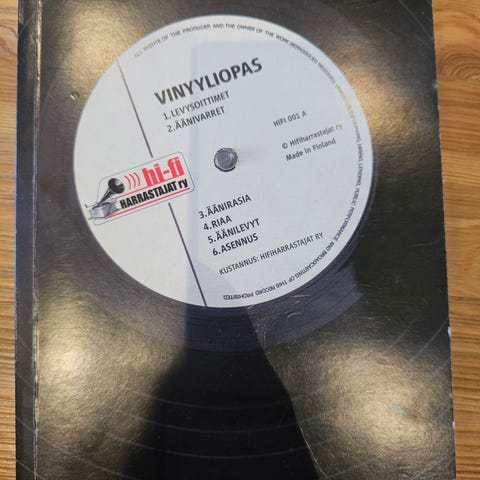 ALL RIGHTS OF THE PRODUCER AND THE OWNER OF THE WORK REPRODUCED RESERVED
LENDING, PUBLIC PERFORMANCE AND BROADCASTING OF THIS RECORD PROHIBITED
VINYYLIOPAS
1.LEVYSOITTIMET
2.ÄÄNIVARRET
HIFI 001 A
© Hifiharrastajat ry
Made in Finland
hi-fi
HARRASTAJAT ry
3.ÄÄNIRASIA
4.RIAA
5.ÄÄNILEVYT
6.ASENNUS
KUSTANNUS: HIFIHARRASTAJAT RY